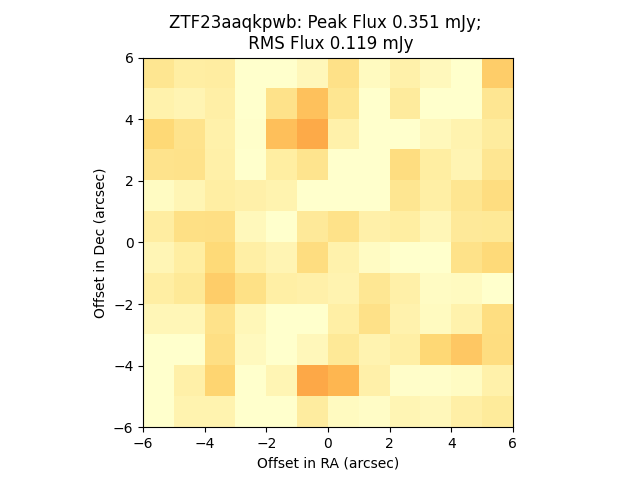 ZTF23aaqkpwb: Peak Flux 0.351 mJy;
RMS Flux 0.119 mJy
6
4
2
0
−2
−4
−6
Offset in Dec (arcsec)
−6 −4 −2 0 2 4 6
Offset in RA (arcsec)